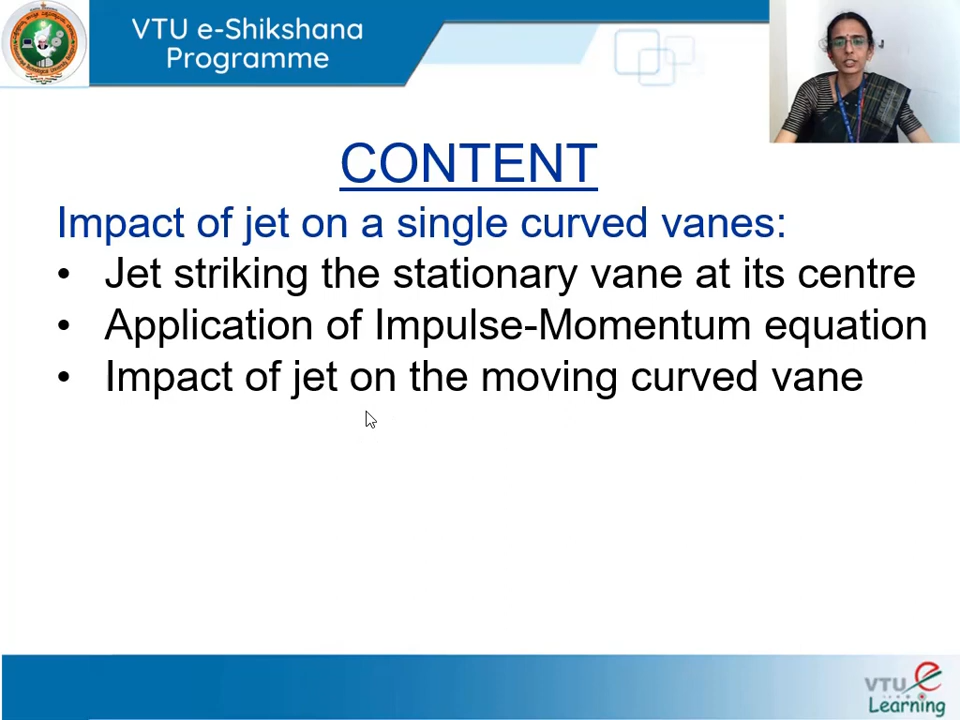 VTU e-Shikshana
Programme
CONTENT
Impact of jet on a single curved vanes:
• Jet striking the stationary vane at its centre
• Application of Impulse-Momentum equation
• Impact of jet on the moving curved vane
VTU e
Learning